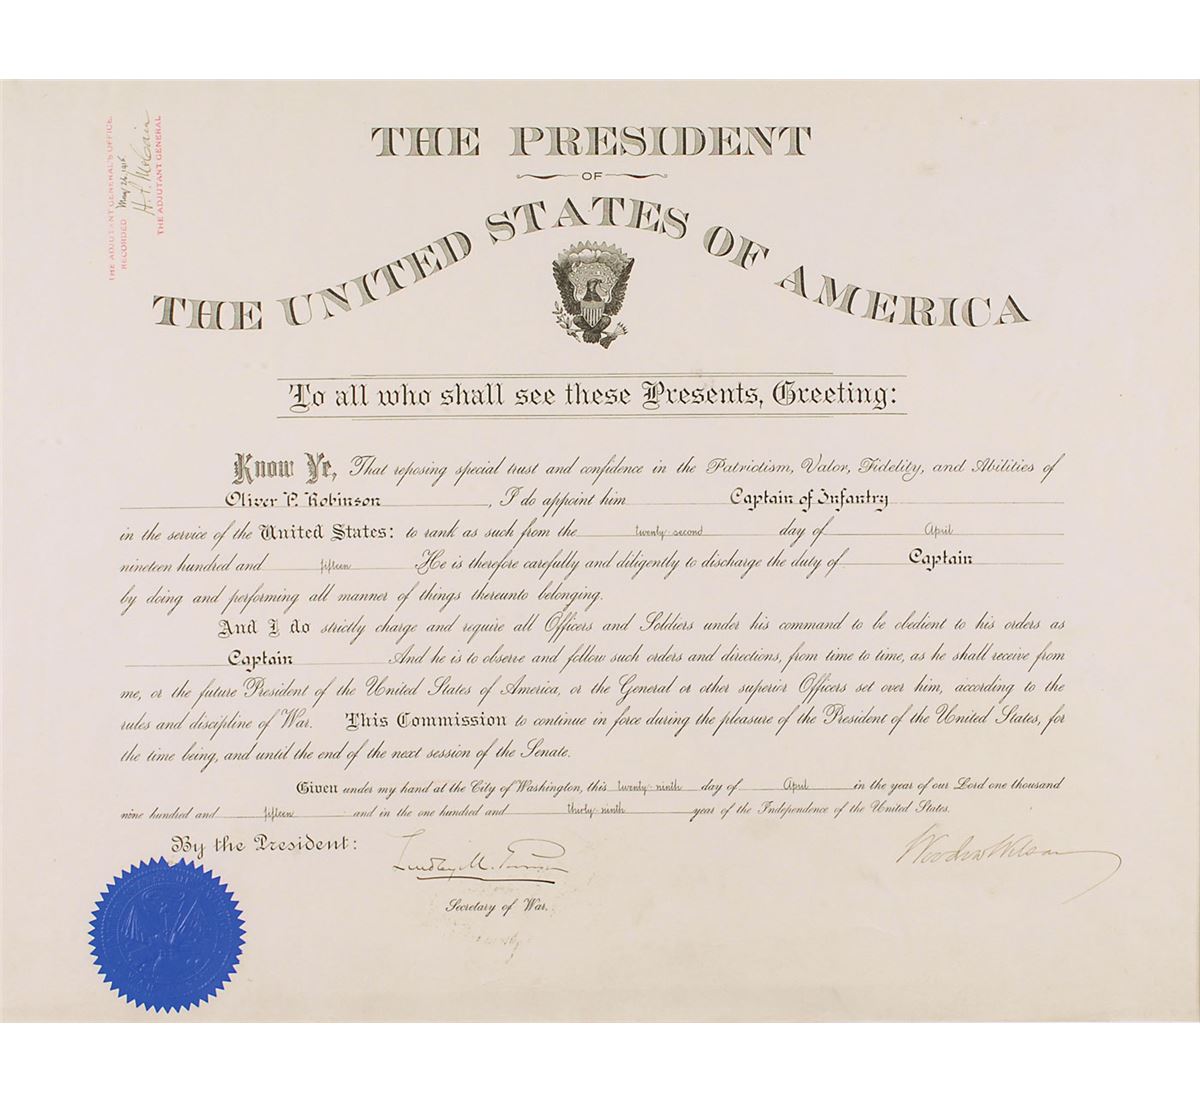 THE PRESIDENT
OF
THE UNITED STATES OF AMERICA
THE ADJUTANT GENERAL'S OFFICE.
RECORDED May 26, 1915
H. P. McCain
THE ADJUTANT GENERAL
To all who shall see these Presents, Greeting:
Know Ye, That reposing special trust and confidence in the Patriotism, Valor, Fidelity, and Abilities of
Oliver P. Robinson, I do appoint him Captain of Infantry
in the service of the United States: to rank as such from the twenty-second day of April
nineteen hundred and fifteen. He is therefore carefully and diligently to discharge the duty of Captain
by doing and performing all manner of things thereunto belonging.
And I do strictly charge and require all Officers and Soldiers under his command to be obedient to his orders as
Captain And he is to observe and follow such orders and directions, from time to time, as he shall receive from
me, or the future President of the United States of America, or the General or other superior Officers set over him, according to the
rules and discipline of War. This Commission to continue in force during the pleasure of the President of the United States, for
the time being, and until the end of the next session of the Senate.
Given under my hand at the City of Washington, this twenty-ninth day of April in the year of our Lord one thousand
nine hundred and fifteen and in the one hundred and thirty-ninth year of the Independence of the United States.
By the President:
Lindley M. Garrison
Woodrow Wilson
Secretary of War.